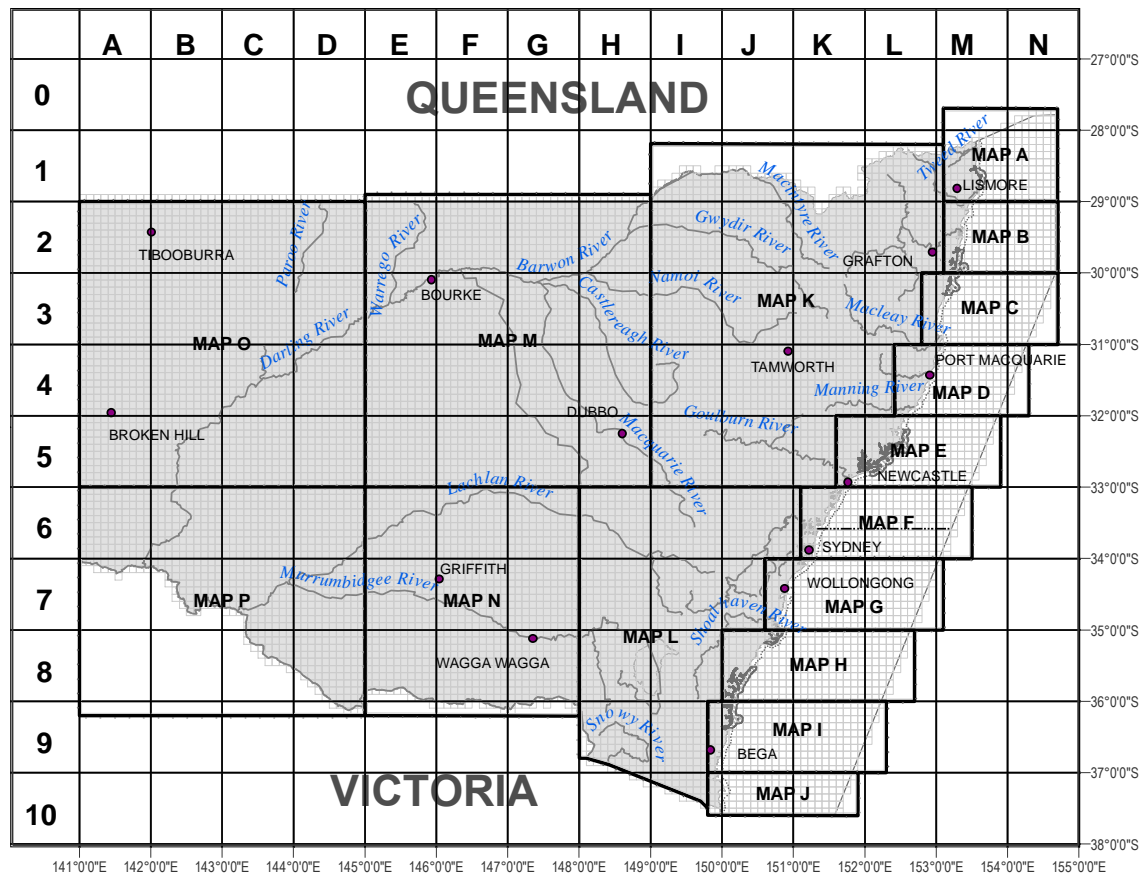 A B C D E F G H I J K L M N
27°0'0"S
0
QUEENSLAND
28°0'0"S
Tweed River
MAP A
1
Macintyre River
LISMORE
29°0'0"S
Paroo River
Warrego River
Gwydir River
2
MAP B
TIBOOBURRA
Barwon River
GRAFTON
30°0'0"S
Namoi River
BOURKE
Castlereagh River
MAP K
MAP C
3
Darling River
Macleay River
MAP O
MAP M
31°0'0"S
TAMWORTH
PORT MACQUARIE
4
Manning River
MAP D
DUBBO
Goulburn River
32°0'0"S
BROKEN HILL
Macquarie River
MAP E
5
NEWCASTLE
Lachlan River
33°0'0"S
6
MAP F
SYDNEY
34°0'0"S
GRIFFITH
Murrumbiagee River
WOLLONGONG
7
MAP P
MAP N
MAP G
Shoalhaven River
35°0'0"S
MAP L
8
WAGGA WAGGA
MAP H
36°0'0"S
Snowy River
MAP I
9
BEGA
37°0'0"S
VICTORIA
MAP J
10
38°0'0"S
141°0'0"E 142°0'0"E 143°0'0"E 144°0'0"E 145°0'0"E 146°0'0"E 147°0'0"E 148°0'0"E 149°0'0"E 150°0'0"E 151°0'0"E 152°0'0"E 153°0'0"E 154°0'0"E 155°0'0"E